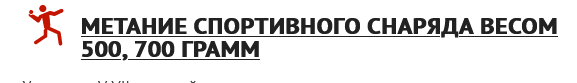 МЕТАНИЕ СПОРТИВНОГО СНАРЯДА ВЕСОМ
500, 700 ГРАММ